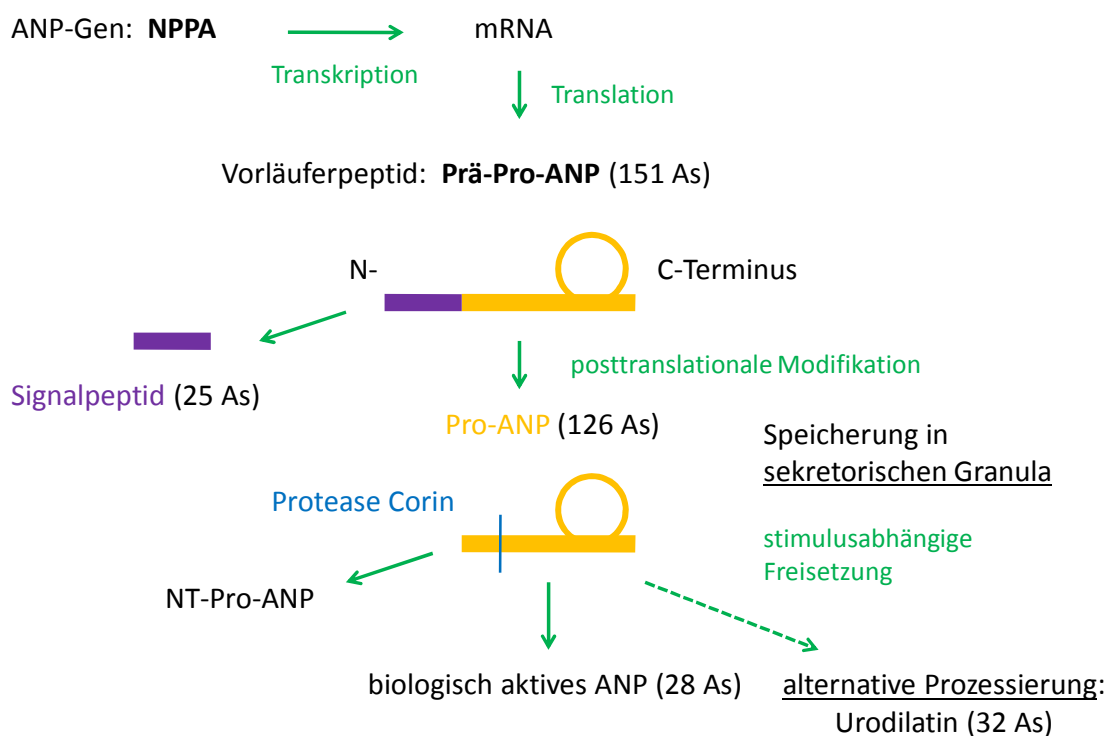 ANP-Gen: NPPA
mRNA
Transkription
Translation
Vorläuferpeptid: Prä-Pro-ANP (151 As)
N-
C-Terminus
posttranslationale Modifikation
Signalpeptid (25 As)
Pro-ANP (126 As)
Speicherung in
sekretorischen Granula
Protease Corin
stimulusabhängige
Freisetzung
NT-Pro-ANP
biologisch aktives ANP (28 As)
alternative Prozessierung:
Urodilatin (32 As)